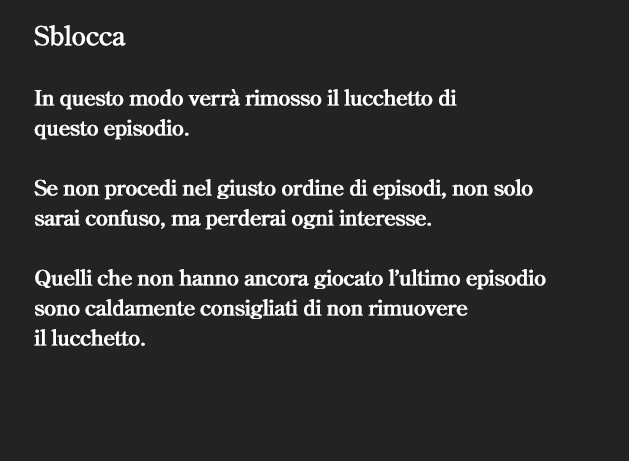 Sblocca
In questo modo verrà rimosso il lucchetto di
questo episodio.
Se non procedi nel giusto ordine di episodi, non solo
sarai confuso, ma perderai ogni interesse.
Quelli che non hanno ancora giocato l’ultimo episodio
sono caldamente consigliati di non rimuovere
il lucchetto.